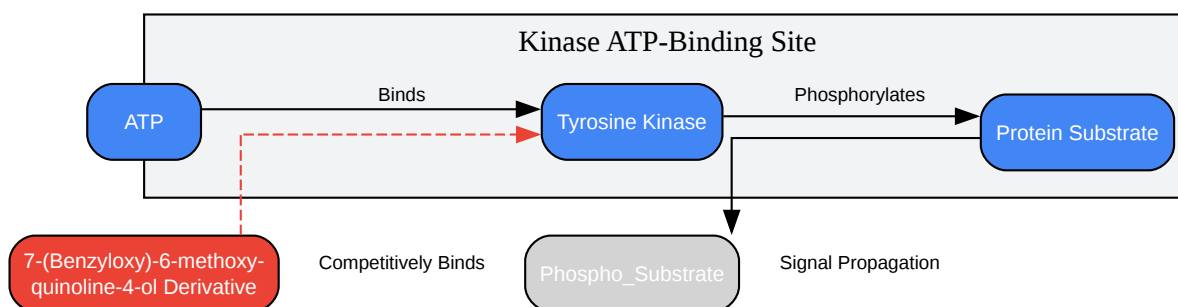 Kinase ATP-Binding Site
Binds
Phosphorylates
ATP
Tyrosine Kinase
Protein Substrate
7-(Benzyloxy)-6-methoxy-
quinoline-4-ol Derivative
Competitively Binds
Phospho_Substrate
Signal Propagation